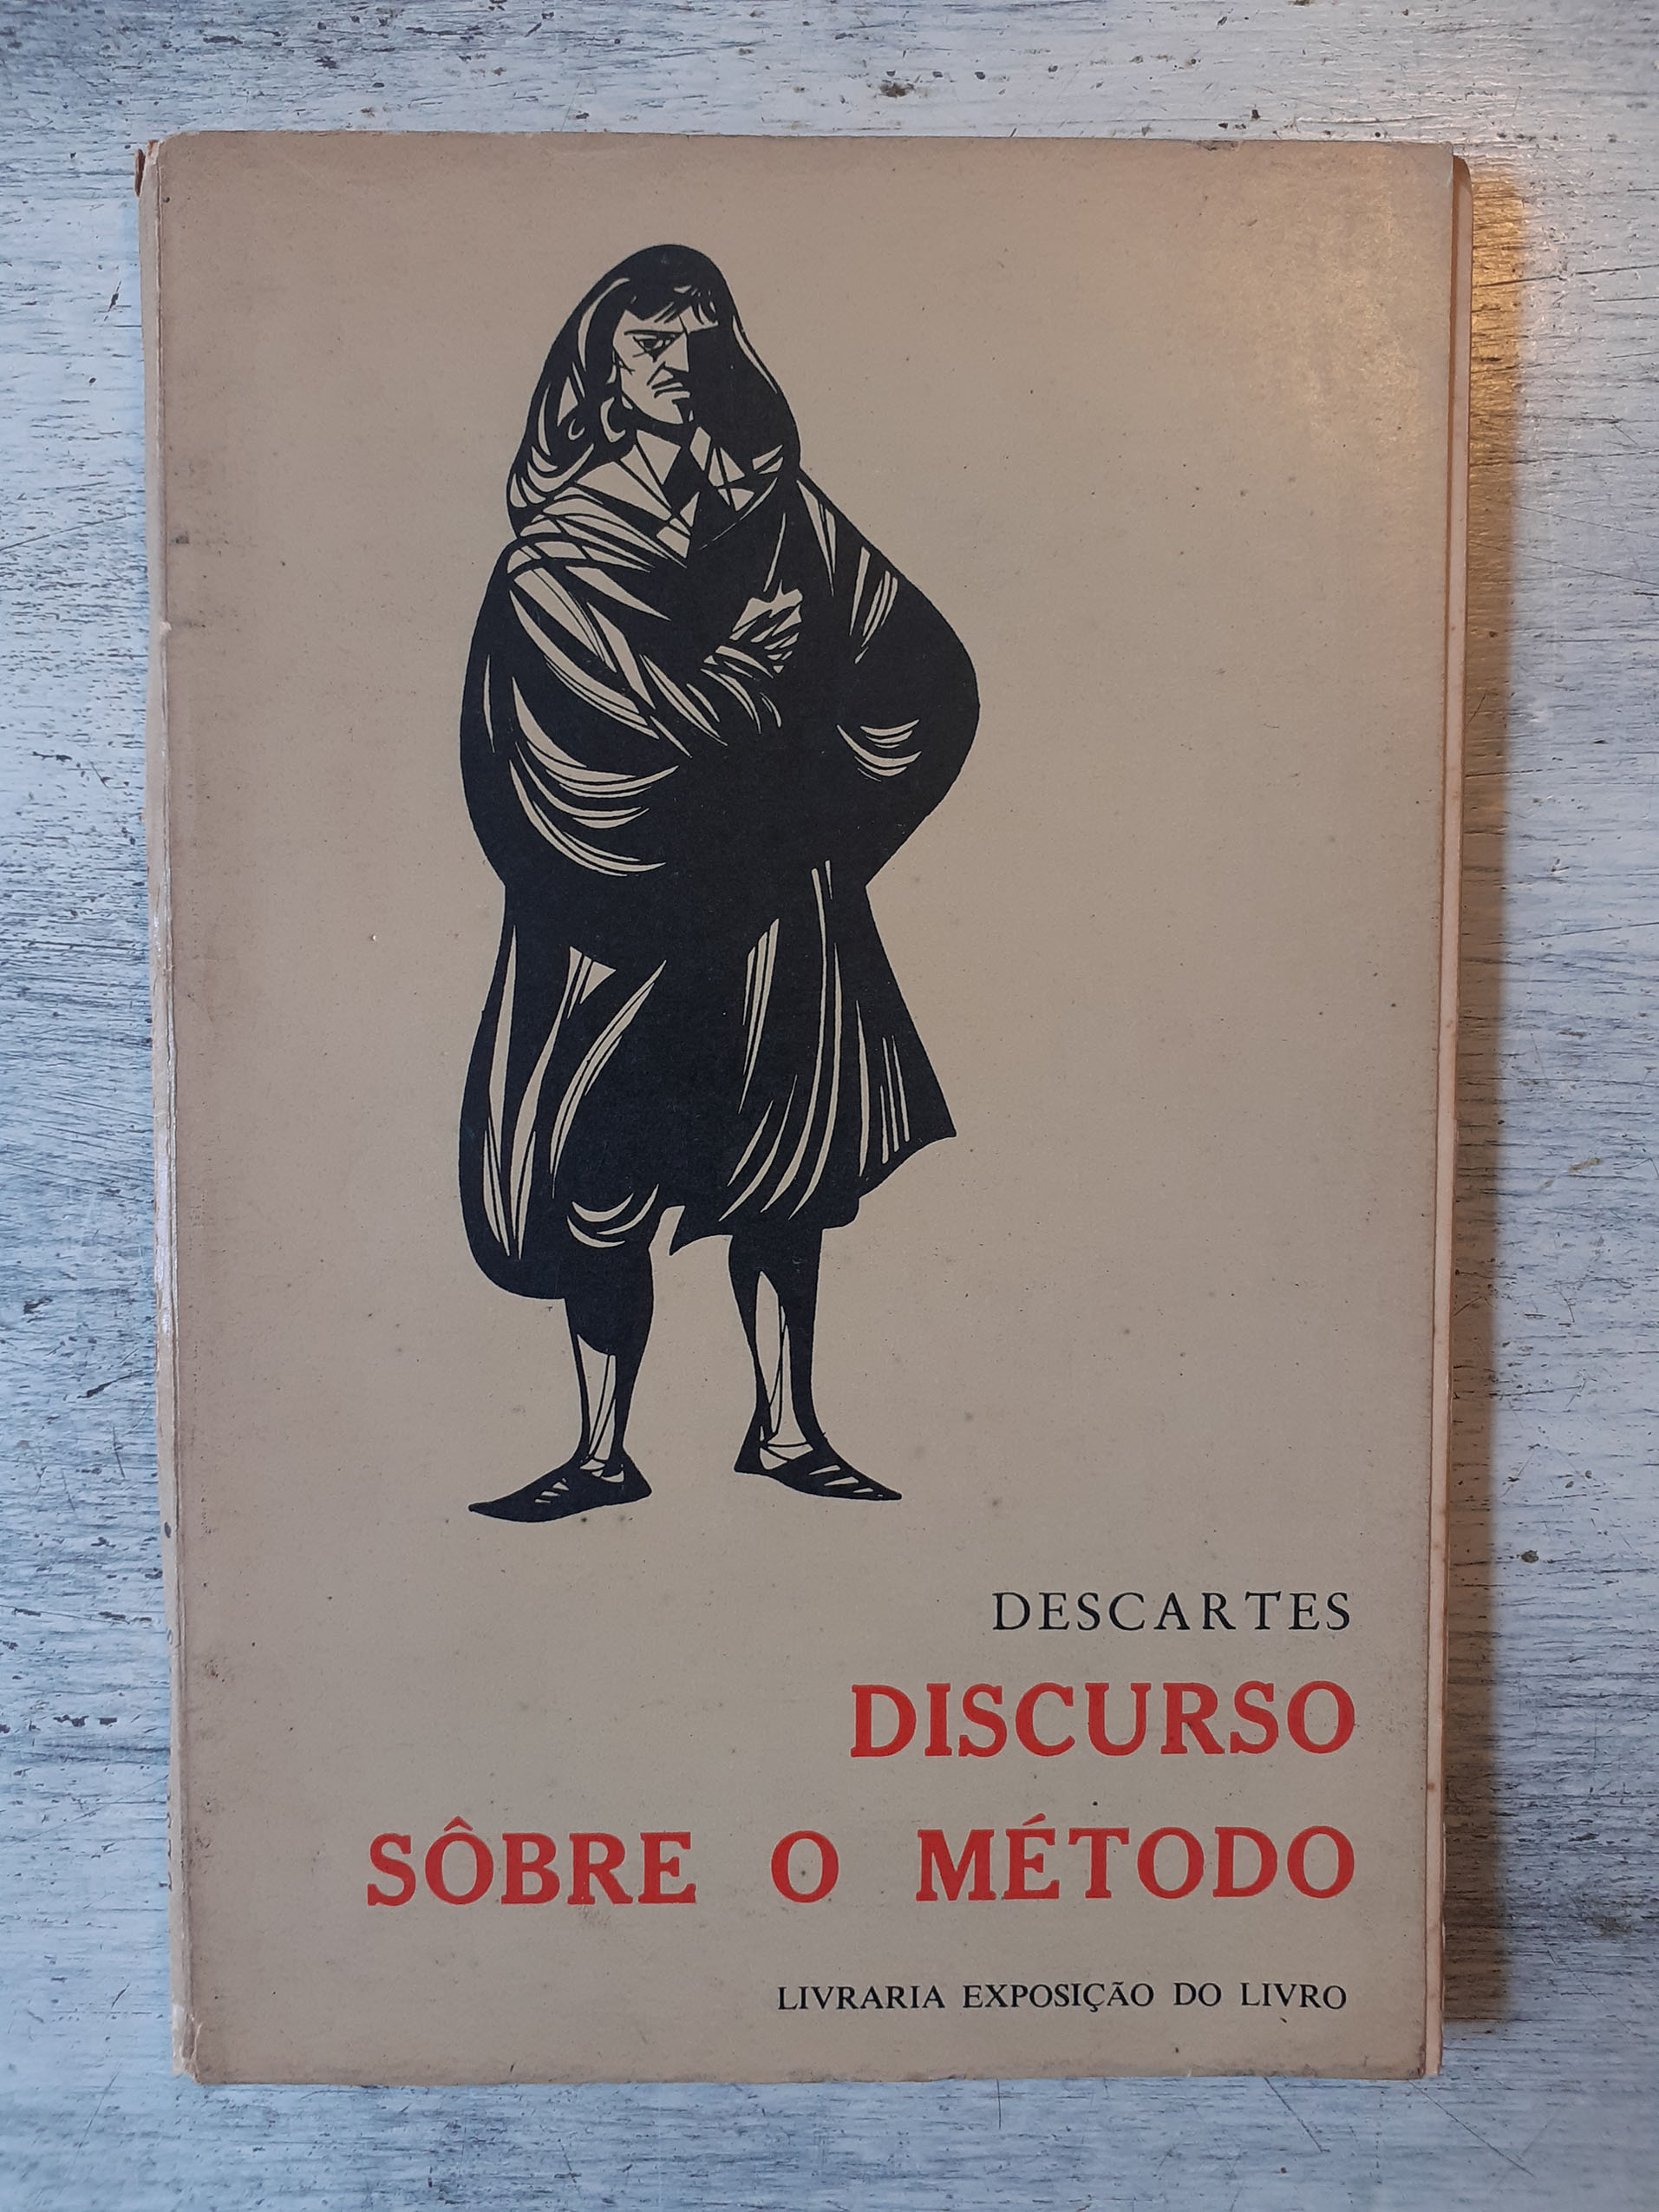 DESCARTES
DISCURSO
SÔBRE O MÉTODO
LIVRARIA EXPOSIÇÃO DO LIVRO